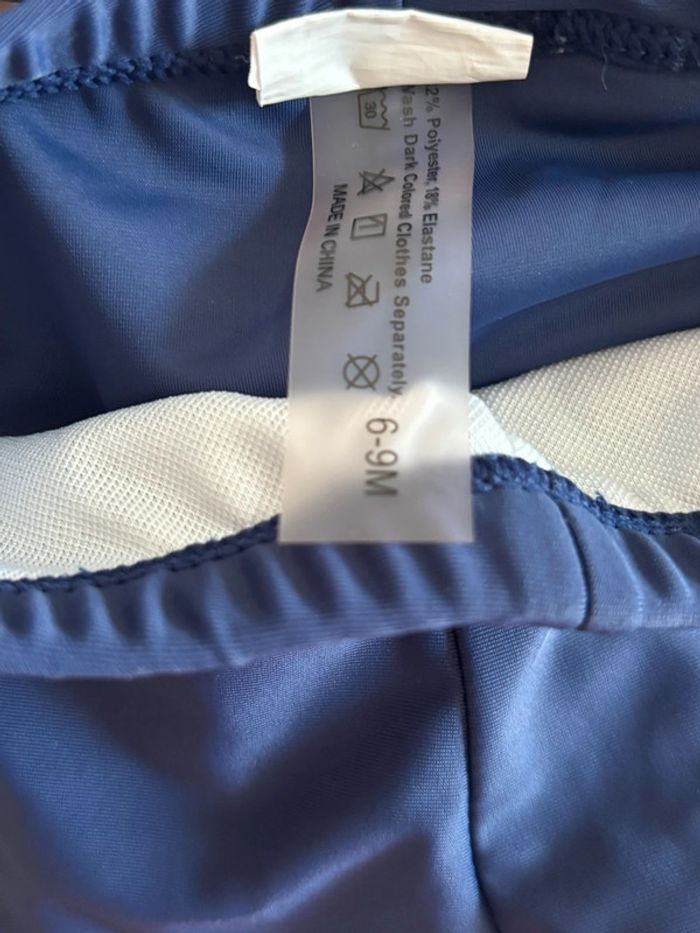 2% Polyester, 18% Elastane
Wash Dark Colored Clothes Separately
30
MADE IN CHINA
6-9M